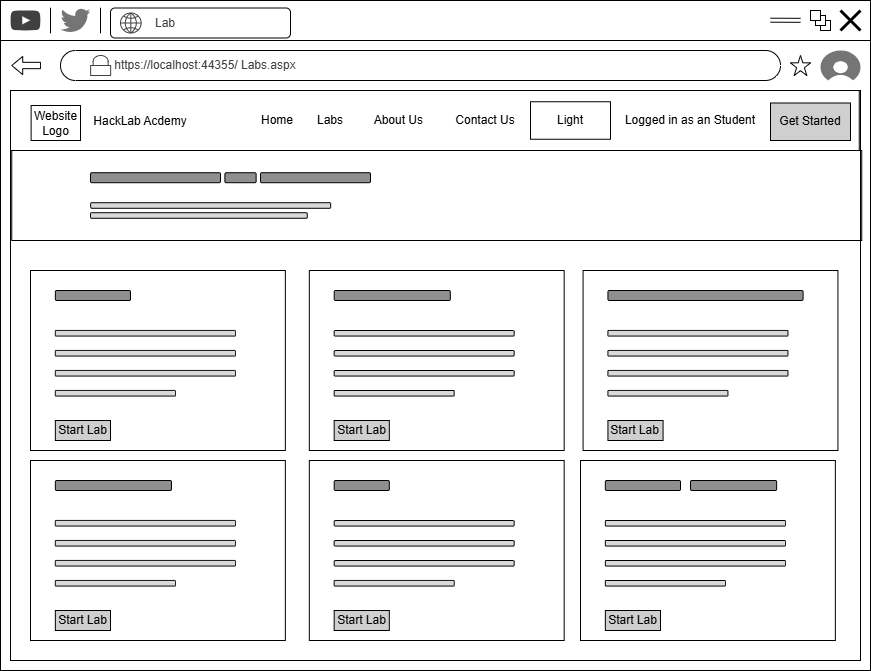 Lab
https://localhost:44355/ Labs.aspx
Website
Logo
HackLab Acdemy
Home
Labs
About Us
Contact Us
Light
Logged in as an Student
Get Started
Start Lab
Start Lab
Start Lab
Start Lab
Start Lab
Start Lab